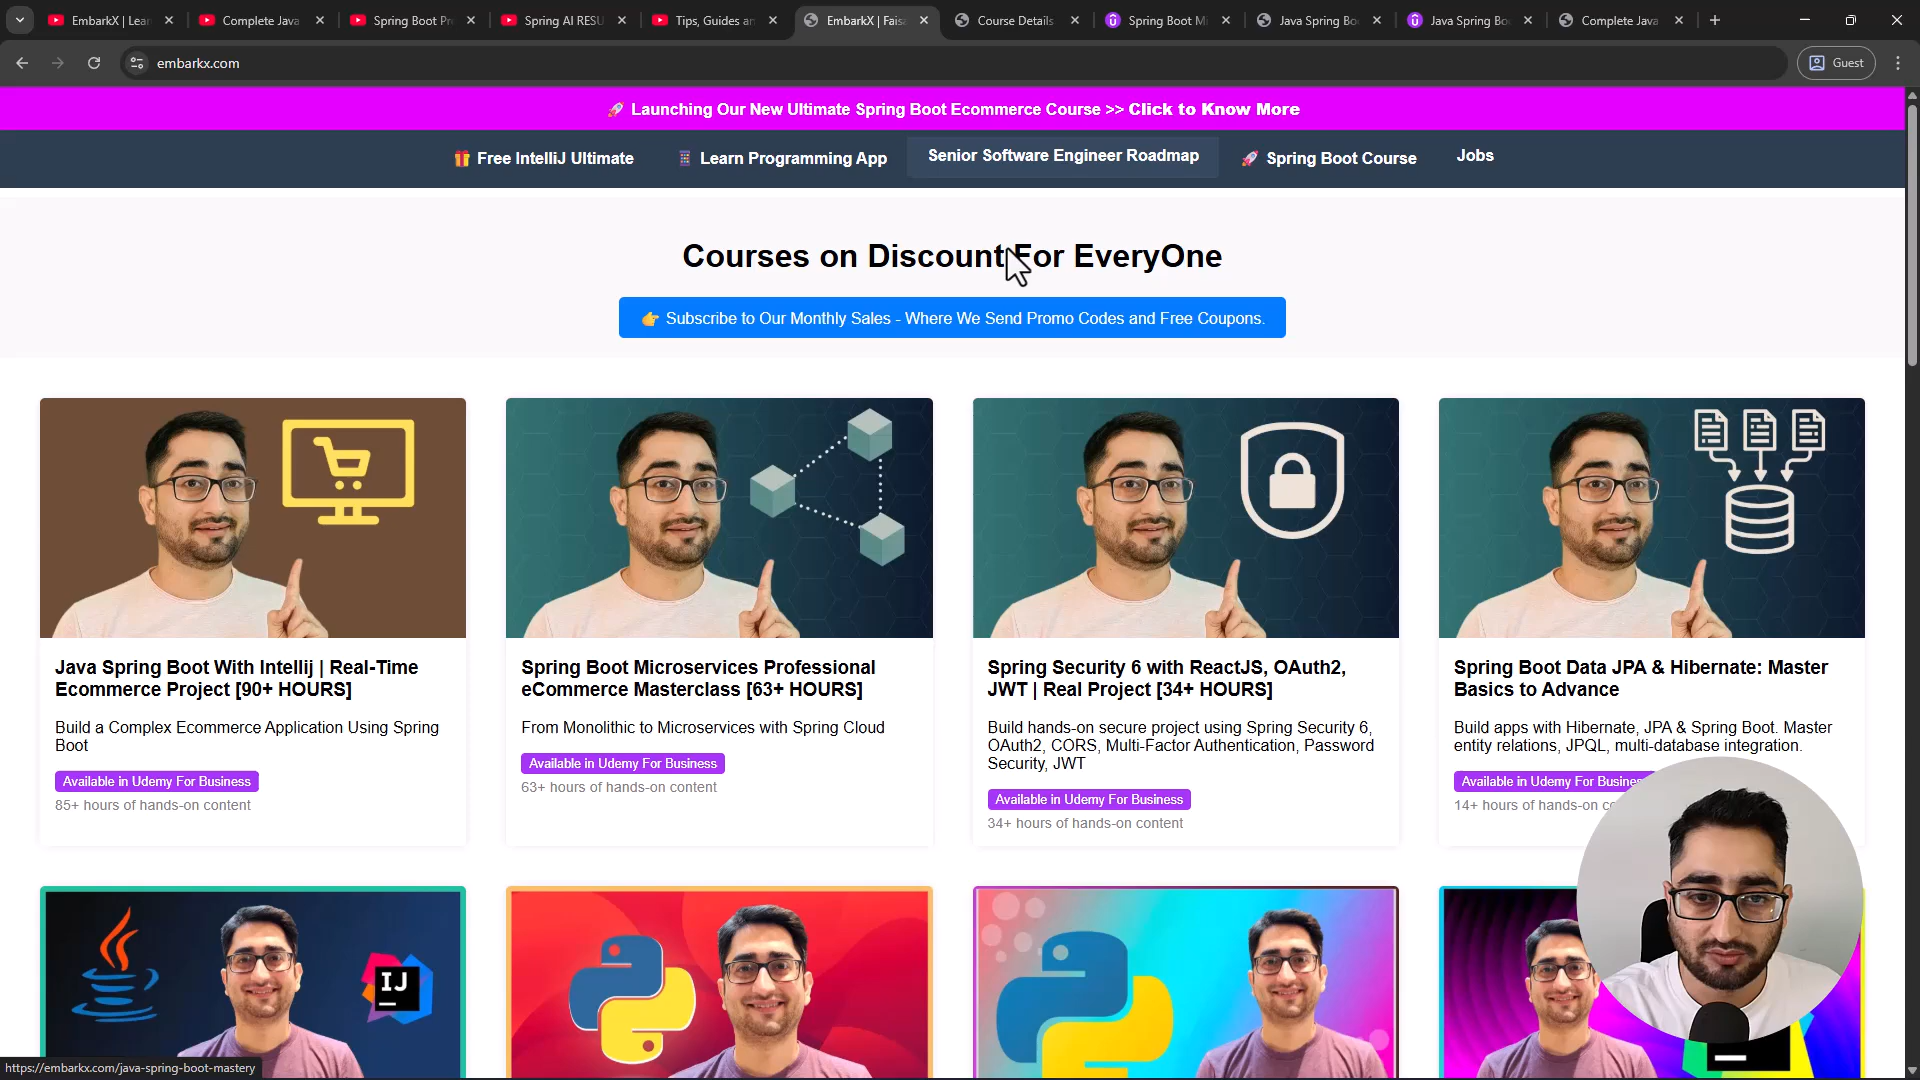 EmbarkX | Lear
Complete Java
Spring Boot Pr
Spring AI RESU
Tips, Guides an
EmbarkX | Faisa
Course Details
Spring Boot Mi
Java Spring Boo
Java Spring Boo
Complete Java
embarkx.com
Guest
🚀 Launching Our New Ultimate Spring Boot Ecommerce Course >> Click to Know More
🎁 Free IntelliJ Ultimate
📱 Learn Programming App
Senior Software Engineer Roadmap
🚀 Spring Boot Course
Jobs
Courses on Discount For EveryOne
👉 Subscribe to Our Monthly Sales - Where We Send Promo Codes and Free Coupons.
Java Spring Boot With Intellij | Real-Time
Ecommerce Project [90+ HOURS]
Build a Complex Ecommerce Application Using Spring
Boot
Available in Udemy For Business
85+ hours of hands-on content
Spring Boot Microservices Professional
eCommerce Masterclass [63+ HOURS]
From Monolithic to Microservices with Spring Cloud
Available in Udemy For Business
63+ hours of hands-on content
Spring Security 6 with ReactJS, OAuth2,
JWT | Real Project [34+ HOURS]
Build hands-on secure project using Spring Security 6,
OAuth2, CORS, Multi-Factor Authentication, Password
Security, JWT
Available in Udemy For Business
34+ hours of hands-on content
Spring Boot Data JPA & Hibernate: Master
Basics to Advance
Build apps with Hibernate, JPA & Spring Boot. Master
entity relations, JPQL, multi-database integration.
Available in Udemy For Busines
14+ hours of hands-on co
IJ
https://embarkx.com/java-spring-boot-mastery